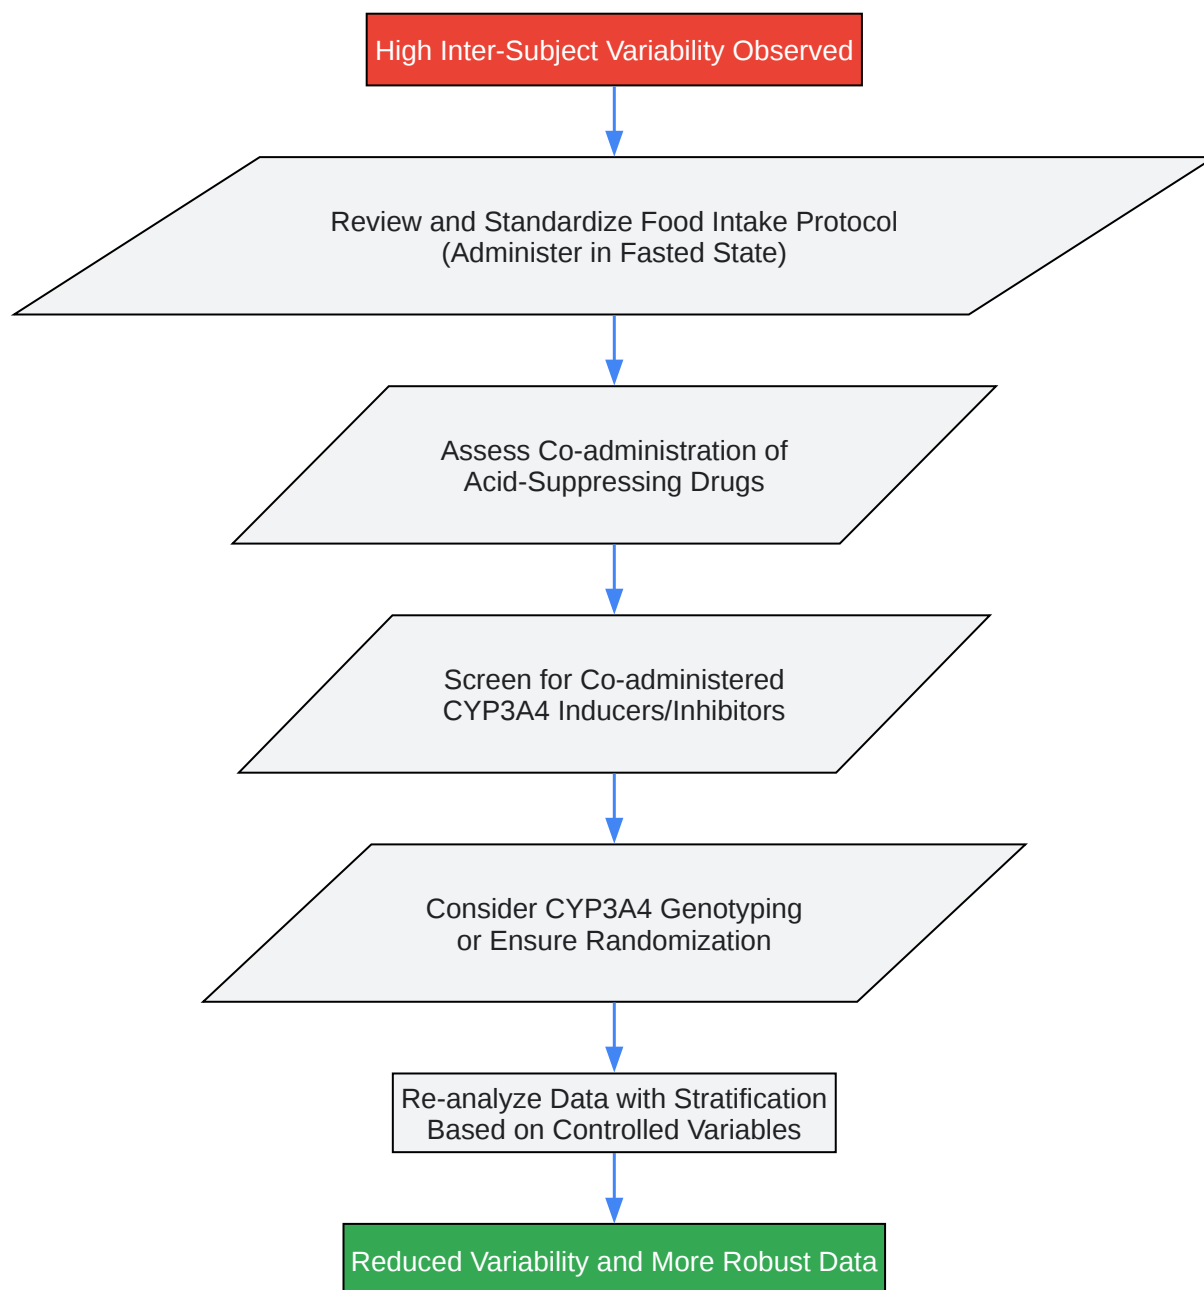 High Inter-Subject Variability Observed
Review and Standardize Food Intake Protocol
(Administer in Fasted State)
Assess Co-administration of
Acid-Suppressing Drugs
Screen for Co-administered
CYP3A4 Inducers/Inhibitors
Consider CYP3A4 Genotyping
or Ensure Randomization
Re-analyze Data with Stratification
Based on Controlled Variables
Reduced Variability and More Robust Data